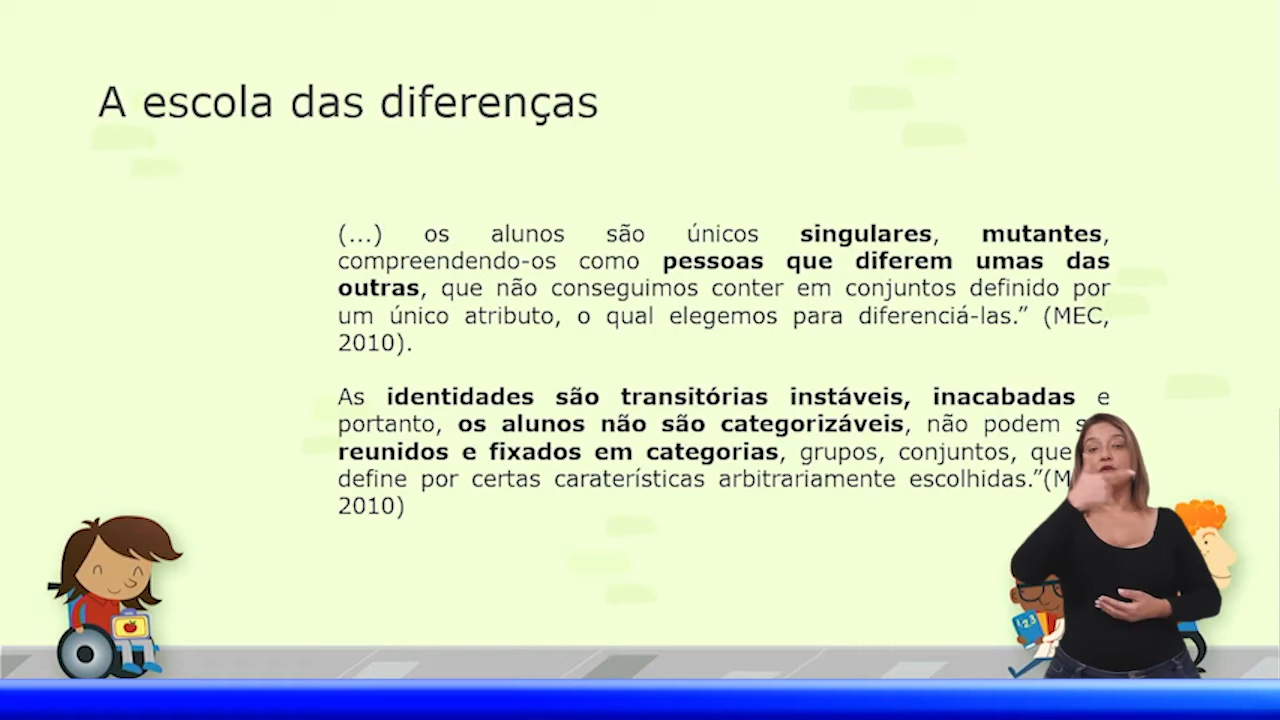 A escola das diferenças
(...) os alunos são únicos singulares, mutantes,
compreendendo-os como pessoas que diferem umas das
outras, que não conseguimos conter em conjuntos definido por
um único atributo, o qual elegemos para diferenciá-las.” (MEC,
2010).
As identidades são transitórias instáveis, inacabadas e
portanto, os alunos não são categorizáveis, não podem
reunidos e fixados em categorias, grupos, conjuntos, que
define por certas caraterísticas arbitrariamente escolhidas.”(M
2010)
1 2 3